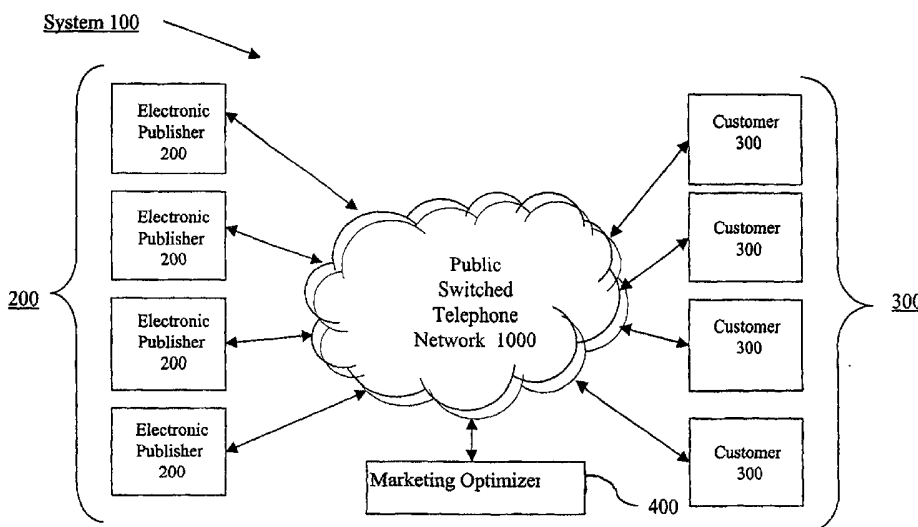 System 100
200
Electronic
Publisher
200
Electronic
Publisher
200
Electronic
Publisher
200
Electronic
Publisher
200
Public
Switched
Telephone
Network 1000
Marketing Optimizer
400
Customer
300
Customer
300
Customer
300
Customer
300
300